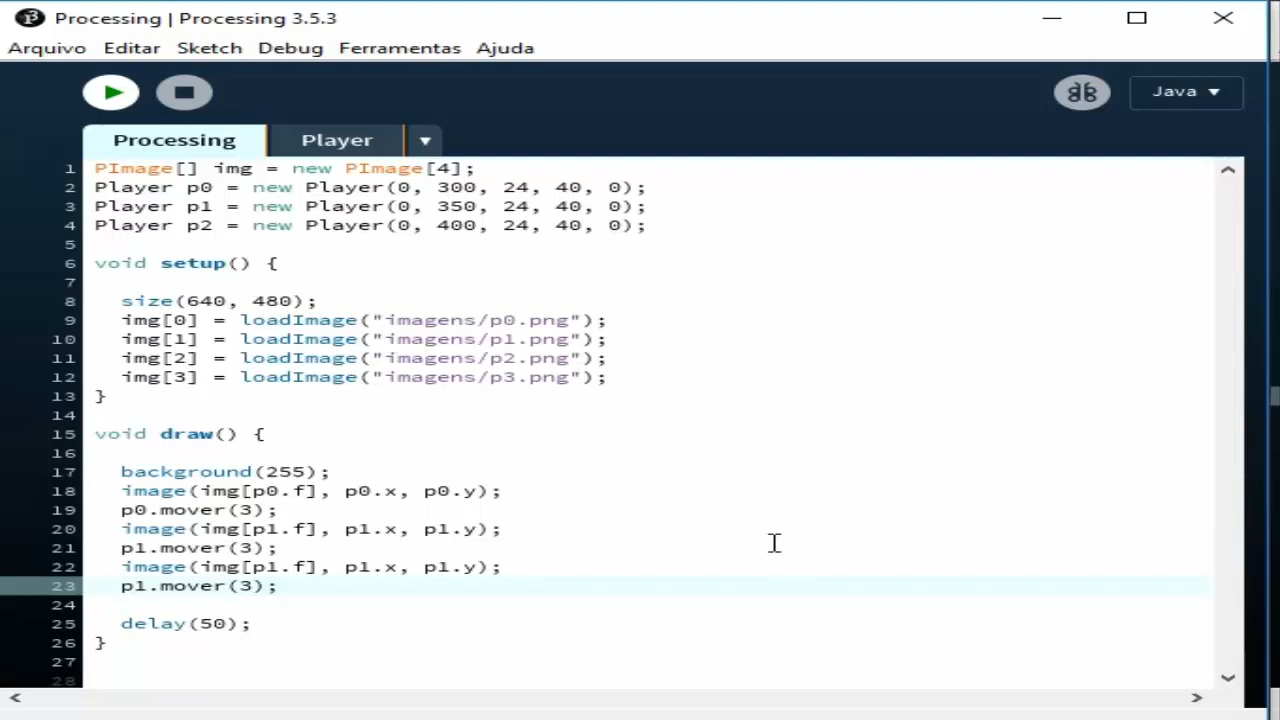 Processing | Processing 3.5.3
Arquivo Editar Sketch Debug Ferramentas Ajuda
Java
Processing Player
1 PImage[] img = new PImage[4];
2 Player p0 = new Player(0, 300, 24, 40, 0);
3 Player p1 = new Player(0, 350, 24, 40, 0);
4 Player p2 = new Player(0, 400, 24, 40, 0);
5
6 void setup() {
7
8 size(640, 480);
9 img[0] = loadImage("imagens/p0.png");
10 img[1] = loadImage("imagens/p1.png");
11 img[2] = loadImage("imagens/p2.png");
12 img[3] = loadImage("imagens/p3.png");
13 }
14
15 void draw() {
16
17 background(255);
18 image(img[p0.f], p0.x, p0.y);
19 p0.mover(3);
20 image(img[p1.f], p1.x, p1.y);
21 p1.mover(3);
22 image(img[p1.f], p1.x, p1.y);
23 p1.mover(3);
24
25 delay(50);
26 }
27
28